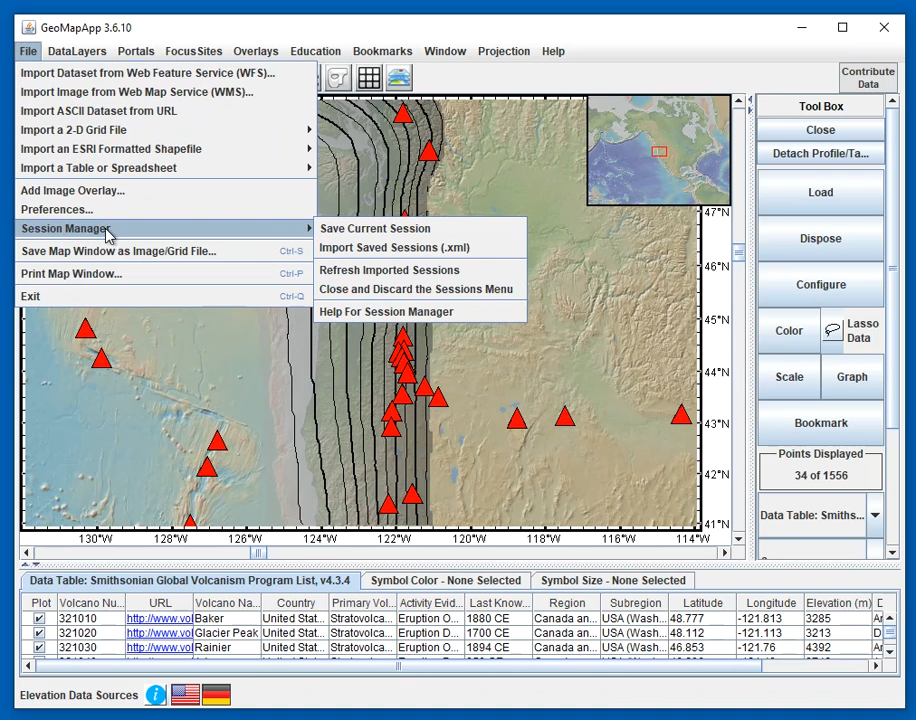 GeoMapApp 3.6.10
File DataLayers Portals FocusSites Overlays Education Bookmarks Window Projection Help
Import Dataset from Web Feature Service (WFS)...
Import Image from Web Map Service (WMS)...
Import ASCII Dataset from URL
Import a 2-D Grid File
Import an ESRI Formatted Shapefile
Import a Table or Spreadsheet
Add Image Overlay...
Preferences...
Session Manager
Save Map Window as Image/Grid File... Ctrl-S
Print Map Window... Ctrl-P
Exit Ctrl-Q
Save Current Session
Import Saved Sessions (.xml)
Refresh Imported Sessions
Close and Discard the Sessions Menu
Help For Session Manager
Contribute
Data
47°N
46°N
45°N
44°N
43°N
42°N
41°N
130°W 128°W 126°W 124°W 122°W 120°W 118°W 116°W 114°W
Tool Box
Close
Detach Profile/Ta...
Load
Dispose
Configure
Color
Lasso
Data
Scale Graph
Bookmark
Points Displayed
34 of 1556
Data Table: Smiths...
Data Table: Smithsonian Global Volcanism Program List, v4.3.4 Symbol Color - None Selected Symbol Size - None Selected
Plot Volcano Nu... URL Volcano Na... Country Primary Vol... Activity Evid... Last Know... Region Subregion Latitude Longitude Elevation (m)
321010 http://www.vol Baker United Stat... Stratovolca... Eruption O... 1880 CE Canada an... USA (Wash... 48.777 -121.813 3285
321020 http://www.vol Glacier Peak United Stat... Stratovolca... Eruption D... 1700 CE Canada an... USA (Wash... 48.112 -121.113 3213
321030 http://www.vol Rainier United Stat... Stratovolca... Eruption O... 1894 CE Canada an... USA (Wash... 46.853 -121.76 4392
Elevation Data Sources